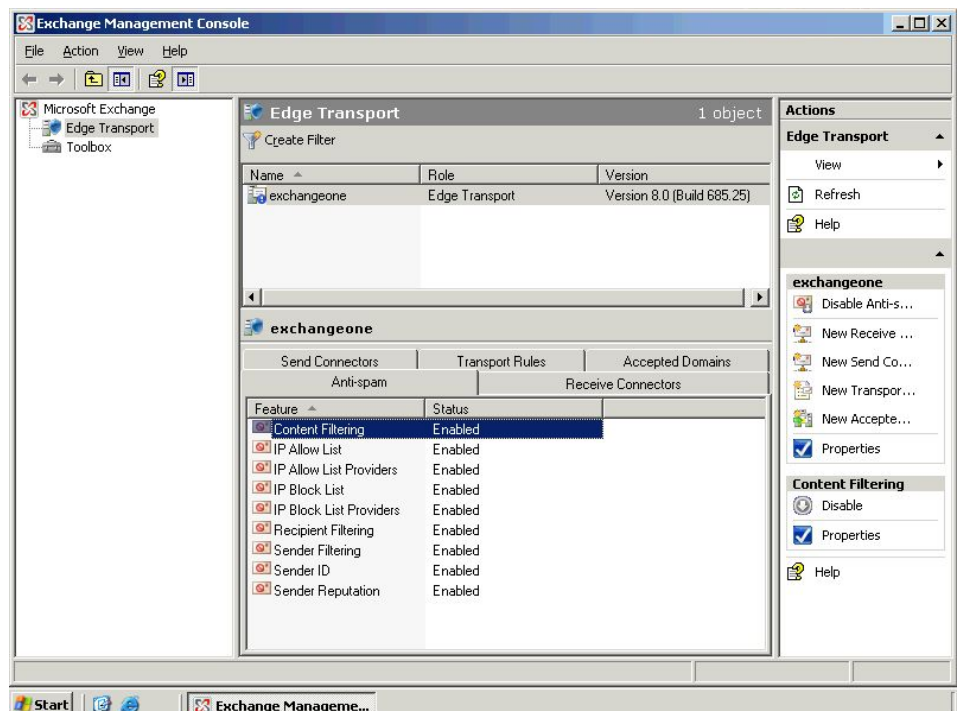 Exchange Management Console
File Action View Help
Microsoft Exchange
Edge Transport
Toolbox
Edge Transport 1 object
Create Filter
Name Role Version
exchangeone Edge Transport Version 8.0 (Build 685.25)
exchangeone
Send Connectors Transport Rules Accepted Domains
Anti-spam Receive Connectors
Feature Status
Content Filtering Enabled
IP Allow List Enabled
IP Allow List Providers Enabled
IP Block List Enabled
IP Block List Providers Enabled
Recipient Filtering Enabled
Sender Filtering Enabled
Sender ID Enabled
Sender Reputation Enabled
Actions
Edge Transport
View
Refresh
Help
exchangeone
Disable Anti-s...
New Receive ...
New Send Co...
New Transpor...
New Accepte...
Properties
Content Filtering
Disable
Properties
Help
Start Exchange Manageme...